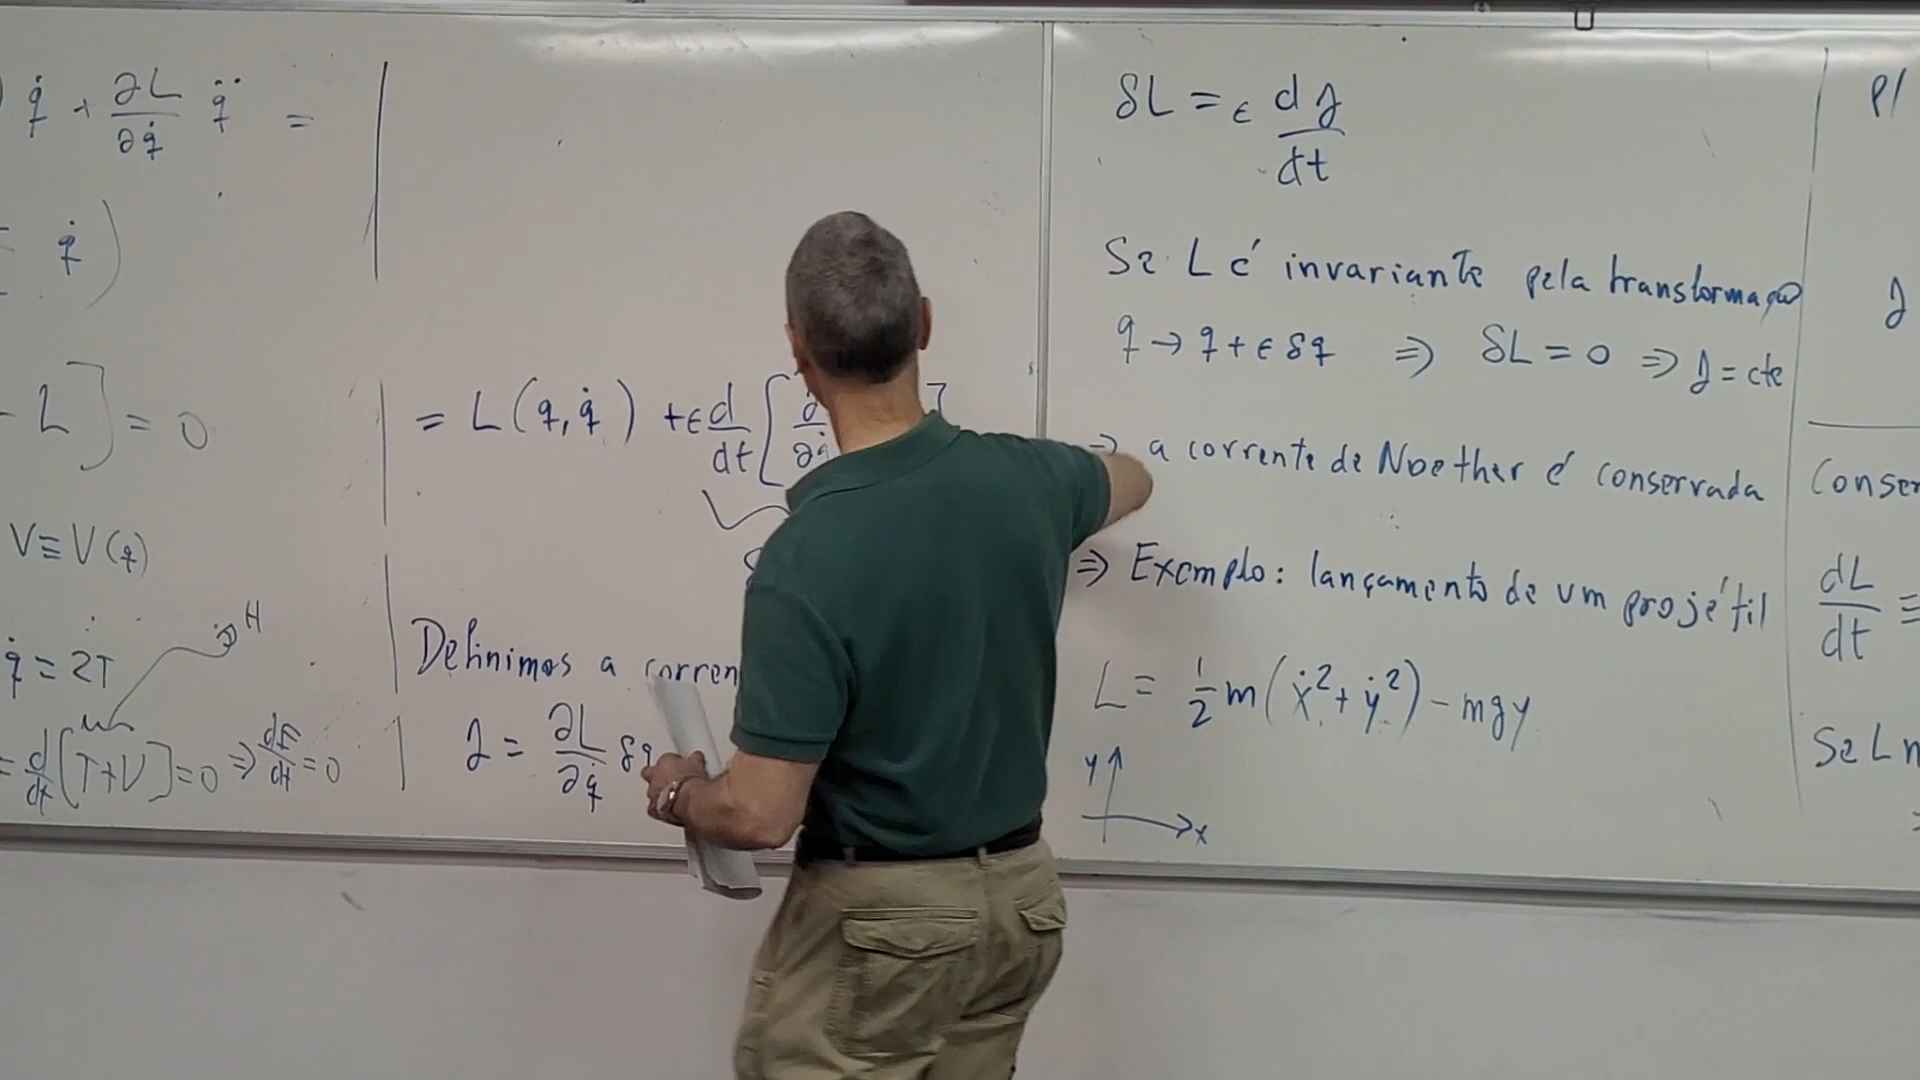 ) q̇ + ∂L/∂q̇ q̈ =
q̇ )
- L ] = 0
V ≡ V(q)
q̇ = 2T
H
= d/dt [T+V] = 0 ⇒ dH/dt = 0
= L(q, q̇) + ε d/dt [ ∂
Definimos a corren
J = ∂L/∂q̇ δq
δL = ε dJ/dt
Se L é invariante pela transformação
q → q + ε δq ⇒ δL = 0 ⇒ J = cte
⇒ a corrente de Noether é conservada
⇒ Exemplo: lançamento de um projétil
L = 1/2 m (ẋ² + ẏ²) - mgy
y
x
p/
J
Conser
dL/dt =
Se L n